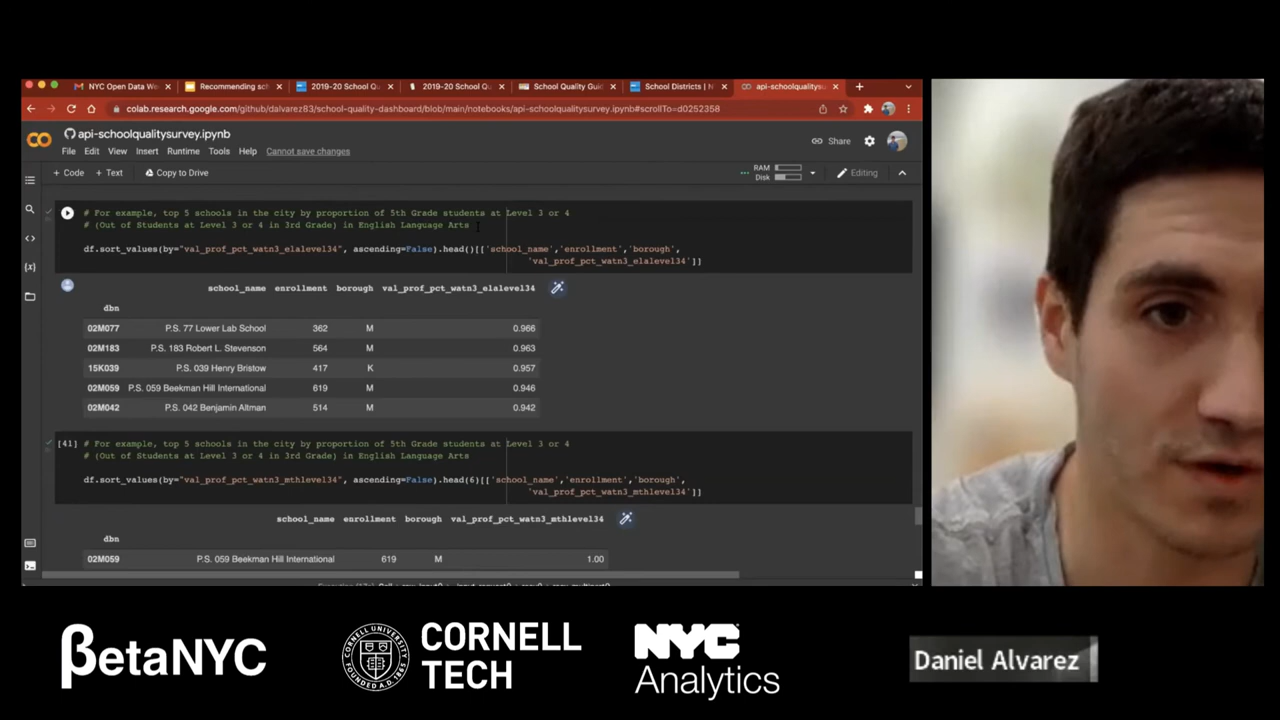 NYC Open Data We
Recommending sch
2019-20 School Qu
2019-20 School Qu
School Quality Gui
School Districts | N
api-schoolqualitysu
colab.research.google.com/github/dalvarez83/school-quality-dashboard/blob/main/notebooks/api-schoolqualitysurvey.ipynb#scrollTo=d0252358
api-schoolqualitysurvey.ipynb
File Edit View Insert Runtime Tools Help Cannot save changes
Share
+ Code + Text Copy to Drive
RAM
Disk
Editing
# For example, top 5 schools in the city by proportion of 5th Grade students at Level 3 or 4
# (Out of Students at Level 3 or 4 in 3rd Grade) in English Language Arts
df.sort_values(by="val_prof_pct_watn3_elalevel34", ascending=False).head()[['school_name','enrollment','borough',
'val_prof_pct_watn3_elalevel34']]
school_name enrollment borough val_prof_pct_watn3_elalevel34
dbn
02M077 P.S. 77 Lower Lab School 362 M 0.966
02M183 P.S. 183 Robert L. Stevenson 564 M 0.963
15K039 P.S. 039 Henry Bristow 417 K 0.957
02M059 P.S. 059 Beekman Hill International 619 M 0.946
02M042 P.S. 042 Benjamin Altman 514 M 0.942
[41] # For example, top 5 schools in the city by proportion of 5th Grade students at Level 3 or 4
# (Out of Students at Level 3 or 4 in 3rd Grade) in English Language Arts
df.sort_values(by="val_prof_pct_watn3_mthlevel34", ascending=False).head(6)[['school_name','enrollment','borough',
'val_prof_pct_watn3_mthlevel34']]
school_name enrollment borough val_prof_pct_watn3_mthlevel34
dbn
02M059 P.S. 059 Beekman Hill International 619 M 1.00
βetaNYC
CORNELL
TECH
NYC
Analytics
Daniel Alvarez